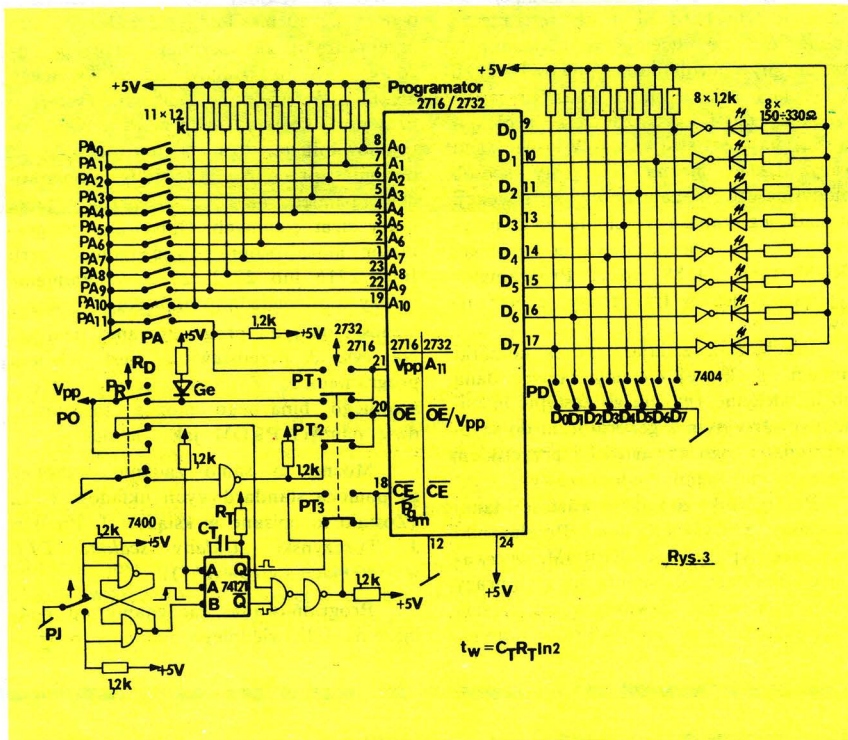 +5V
Programator
2716/2732
11×1,2
k
PA0
PA1
PA2
PA3
PA4
PA5
PA6
PA7
PA8
PA9
PA10
PA11
PA
8
7
6
5
4
3
2
1
23
22
19
A0
A1
A2
A3
A4
A5
A6
A7
A8
A9
A10
+5V
8×1,2k
8×
150÷330Ω
D0
D1
D2
D3
D4
D5
D6
D7
9
10
11
13
14
15
16
17
7404
PD
D0 D1 D2 D3 D4 D5 D6 D7
1,2k
+5V
2732
2716
21
2716 2732
Vpp A11
+5V
RD
PR
Vpp
PO
Ge
PT1
20
OE OE/Vpp
PT2
1,2k
1,2k
18
CE CE
/Pgm
PT3
RT
CT
12
24
+5V
Rys.3
7400
1,2k
+5V
A
A
B
74121
Q
Q
1,2k
+5V
PJ
+5V
1,2k
tw = CTRTln2